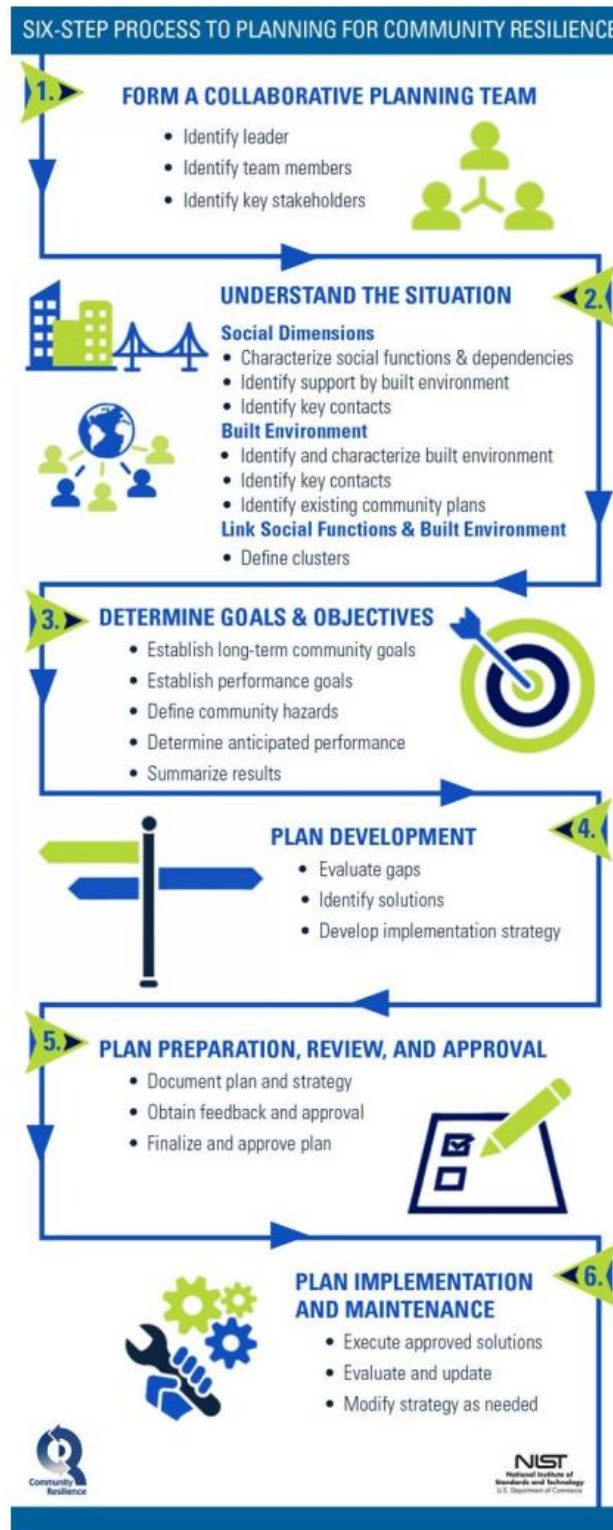 SIX-STEP PROCESS TO PLANNING FOR COMMUNITY RESILIENCE
1.
FORM A COLLABORATIVE PLANNING TEAM
• Identify leader
• Identify team members
• Identify key stakeholders
UNDERSTAND THE SITUATION
2.
Social Dimensions
• Characterize social functions & dependencies
• Identify support by built environment
• Identify key contacts
Built Environment
• Identify and characterize built environment
• Identify key contacts
• Identify existing community plans
Link Social Functions & Built Environment
• Define clusters
3.
DETERMINE GOALS & OBJECTIVES
• Establish long-term community goals
• Establish performance goals
• Define community hazards
• Determine anticipated performance
• Summarize results
4.
PLAN DEVELOPMENT
• Evaluate gaps
• Identify solutions
• Develop implementation strategy
5.
PLAN PREPARATION, REVIEW, AND APPROVAL
• Document plan and strategy
• Obtain feedback and approval
• Finalize and approve plan
6.
PLAN IMPLEMENTATION
AND MAINTENANCE
• Execute approved solutions
• Evaluate and update
• Modify strategy as needed
Community
Resilience
NIST
National Institute of
Standards and Technology
U.S. Department of Commerce